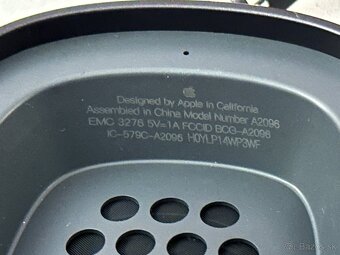 Designed by Apple in California
Assembled in China Model Number A2096
EMC 3276 5V⎓1A FCCID BCG-A2096
IC-579C-A2096 H0YLP14WP3WF